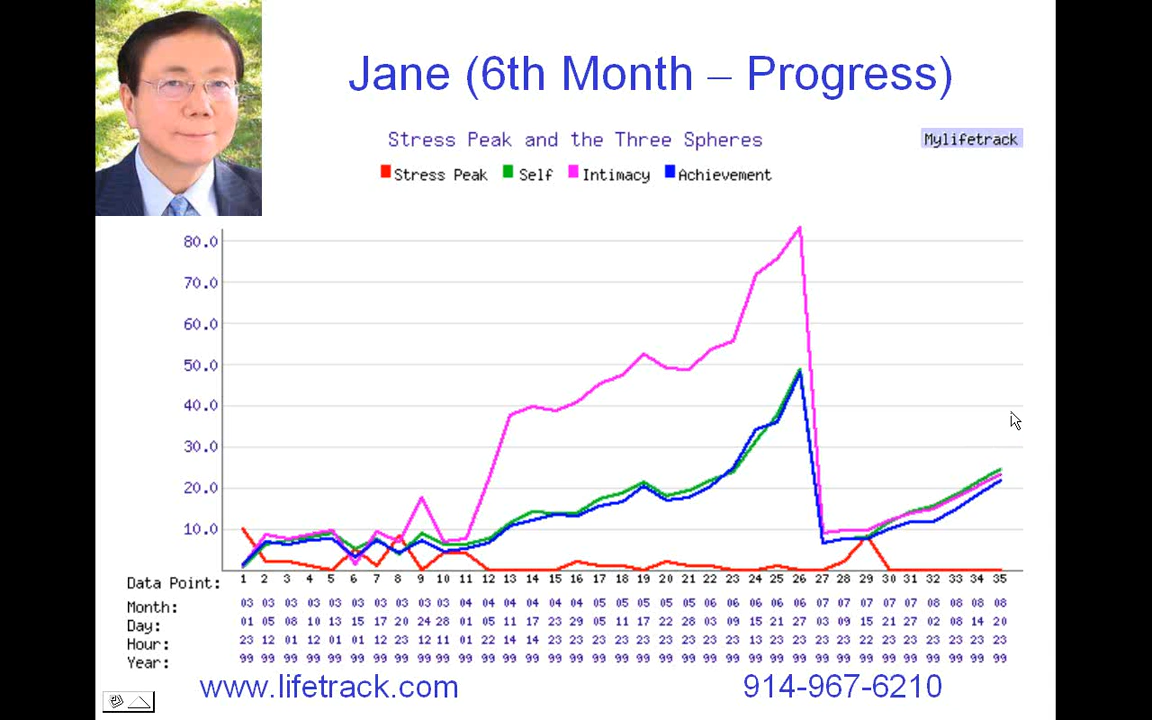 Jane (6th Month – Progress)
Stress Peak and the Three Spheres
Mylifetrack
Stress Peak Self Intimacy Achievement
80.0
70.0
60.0
50.0
40.0
30.0
20.0
10.0
Data Point: 1 2 3 4 5 6 7 8 9 10 11 12 13 14 15 16 17 18 19 20 21 22 23 24 25 26 27 28 29 30 31 32 33 34 35
Month: 03 03 03 03 03 03 03 03 03 03 04 04 04 04 04 04 05 05 05 05 05 06 06 06 06 06 07 07 07 07 07 08 08 08 08
Day: 01 05 08 10 13 15 17 20 24 28 01 05 11 17 23 29 05 11 17 22 28 03 09 15 21 27 03 09 15 21 27 02 08 14 20
Hour: 23 12 01 12 01 01 12 23 12 11 01 22 14 14 23 23 23 23 23 23 23 23 23 13 23 23 23 23 22 23 23 23 23 23 23
Year: 99 99 99 99 99 99 99 99 99 99 99 99 99 99 99 99 99 99 99 99 99 99 99 99 99 99 99 99 99 99 99 99 99 99 99
www.lifetrack.com 914-967-6210